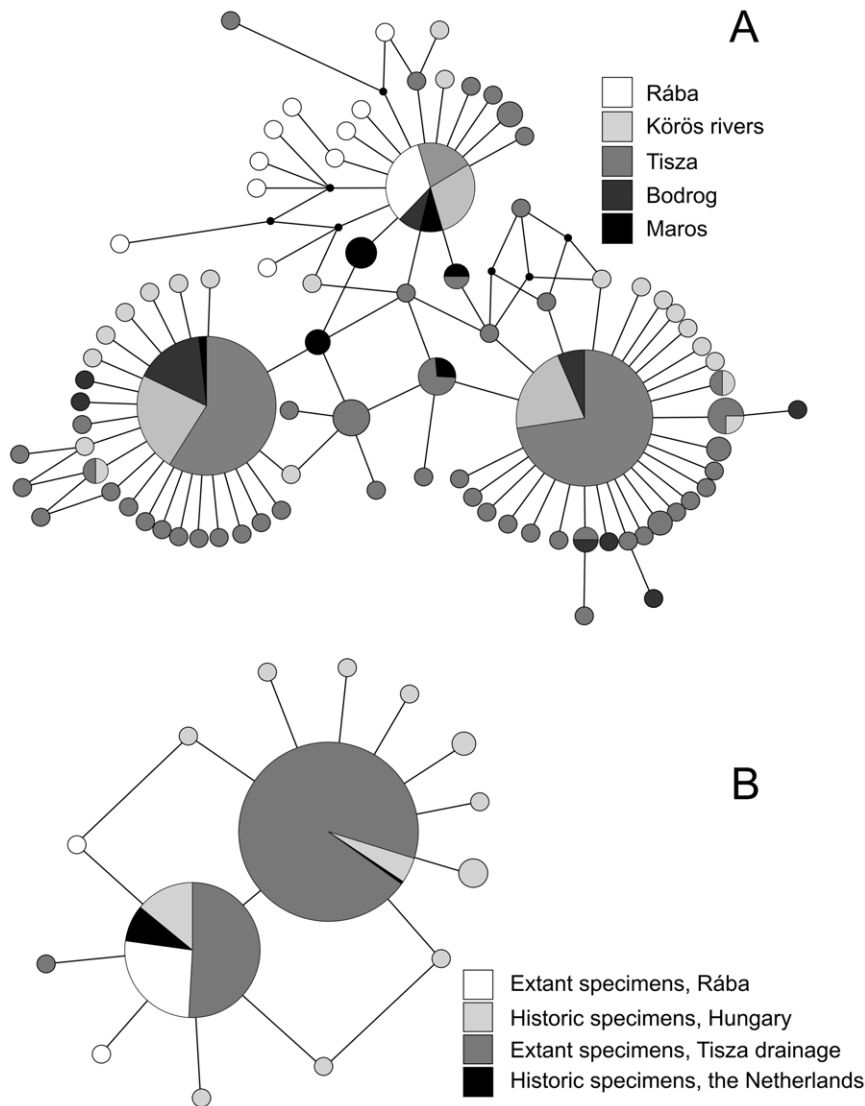 A
Rába
Körös rivers
Tisza
Bodrog
Maros
B
Extant specimens, Rába
Historic specimens, Hungary
Extant specimens, Tisza drainage
Historic specimens, the Netherlands